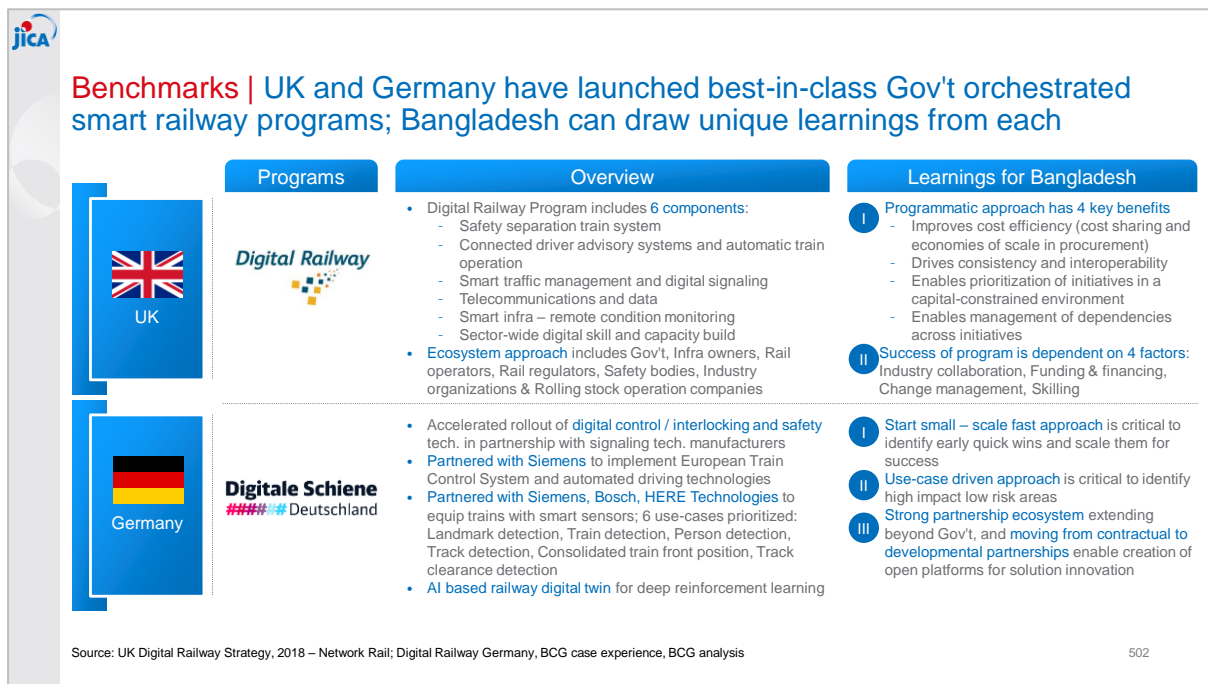 jICA
Benchmarks | UK and Germany have launched best-in-class Gov't orchestrated
smart railway programs; Bangladesh can draw unique learnings from each
Programs
Overview
Learnings for Bangladesh
UK
Digital Railway
• Digital Railway Program includes 6 components:
- Safety separation train system
- Connected driver advisory systems and automatic train
operation
- Smart traffic management and digital signaling
- Telecommunications and data
- Smart infra – remote condition monitoring
- Sector-wide digital skill and capacity build
• Ecosystem approach includes Gov't, Infra owners, Rail
operators, Rail regulators, Safety bodies, Industry
organizations & Rolling stock operation companies
I
Programmatic approach has 4 key benefits
- Improves cost efficiency (cost sharing and
economies of scale in procurement)
- Drives consistency and interoperability
- Enables prioritization of initiatives in a
capital-constrained environment
- Enables management of dependencies
across initiatives
II
Success of program is dependent on 4 factors:
Industry collaboration, Funding & financing,
Change management, Skilling
Germany
Digitale Schiene
###### Deutschland
• Accelerated rollout of digital control / interlocking and safety
tech. in partnership with signaling tech. manufacturers
• Partnered with Siemens to implement European Train
Control System and automated driving technologies
• Partnered with Siemens, Bosch, HERE Technologies to
equip trains with smart sensors; 6 use-cases prioritized:
Landmark detection, Train detection, Person detection,
Track detection, Consolidated train front position, Track
clearance detection
• AI based railway digital twin for deep reinforcement learning
I
Start small – scale fast approach is critical to
identify early quick wins and scale them for
success
II
Use-case driven approach is critical to identify
high impact low risk areas
III
Strong partnership ecosystem extending
beyond Gov't, and moving from contractual to
developmental partnerships enable creation of
open platforms for solution innovation
Source: UK Digital Railway Strategy, 2018 – Network Rail; Digital Railway Germany, BCG case experience, BCG analysis
502